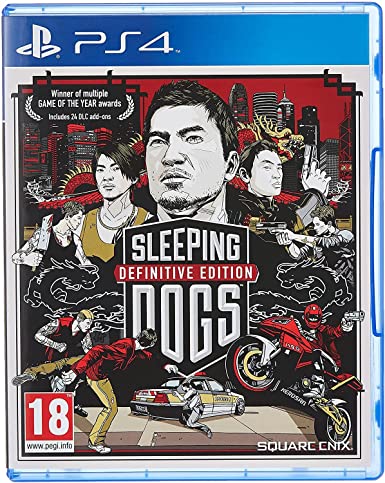 PS4
Winner of multiple
GAME OF THE YEAR awards
Includes 24 DLC add-ons
SLEEPING
DEFINITIVE EDITION
DOGS
18
www.pegi.info
SQUARE ENIX